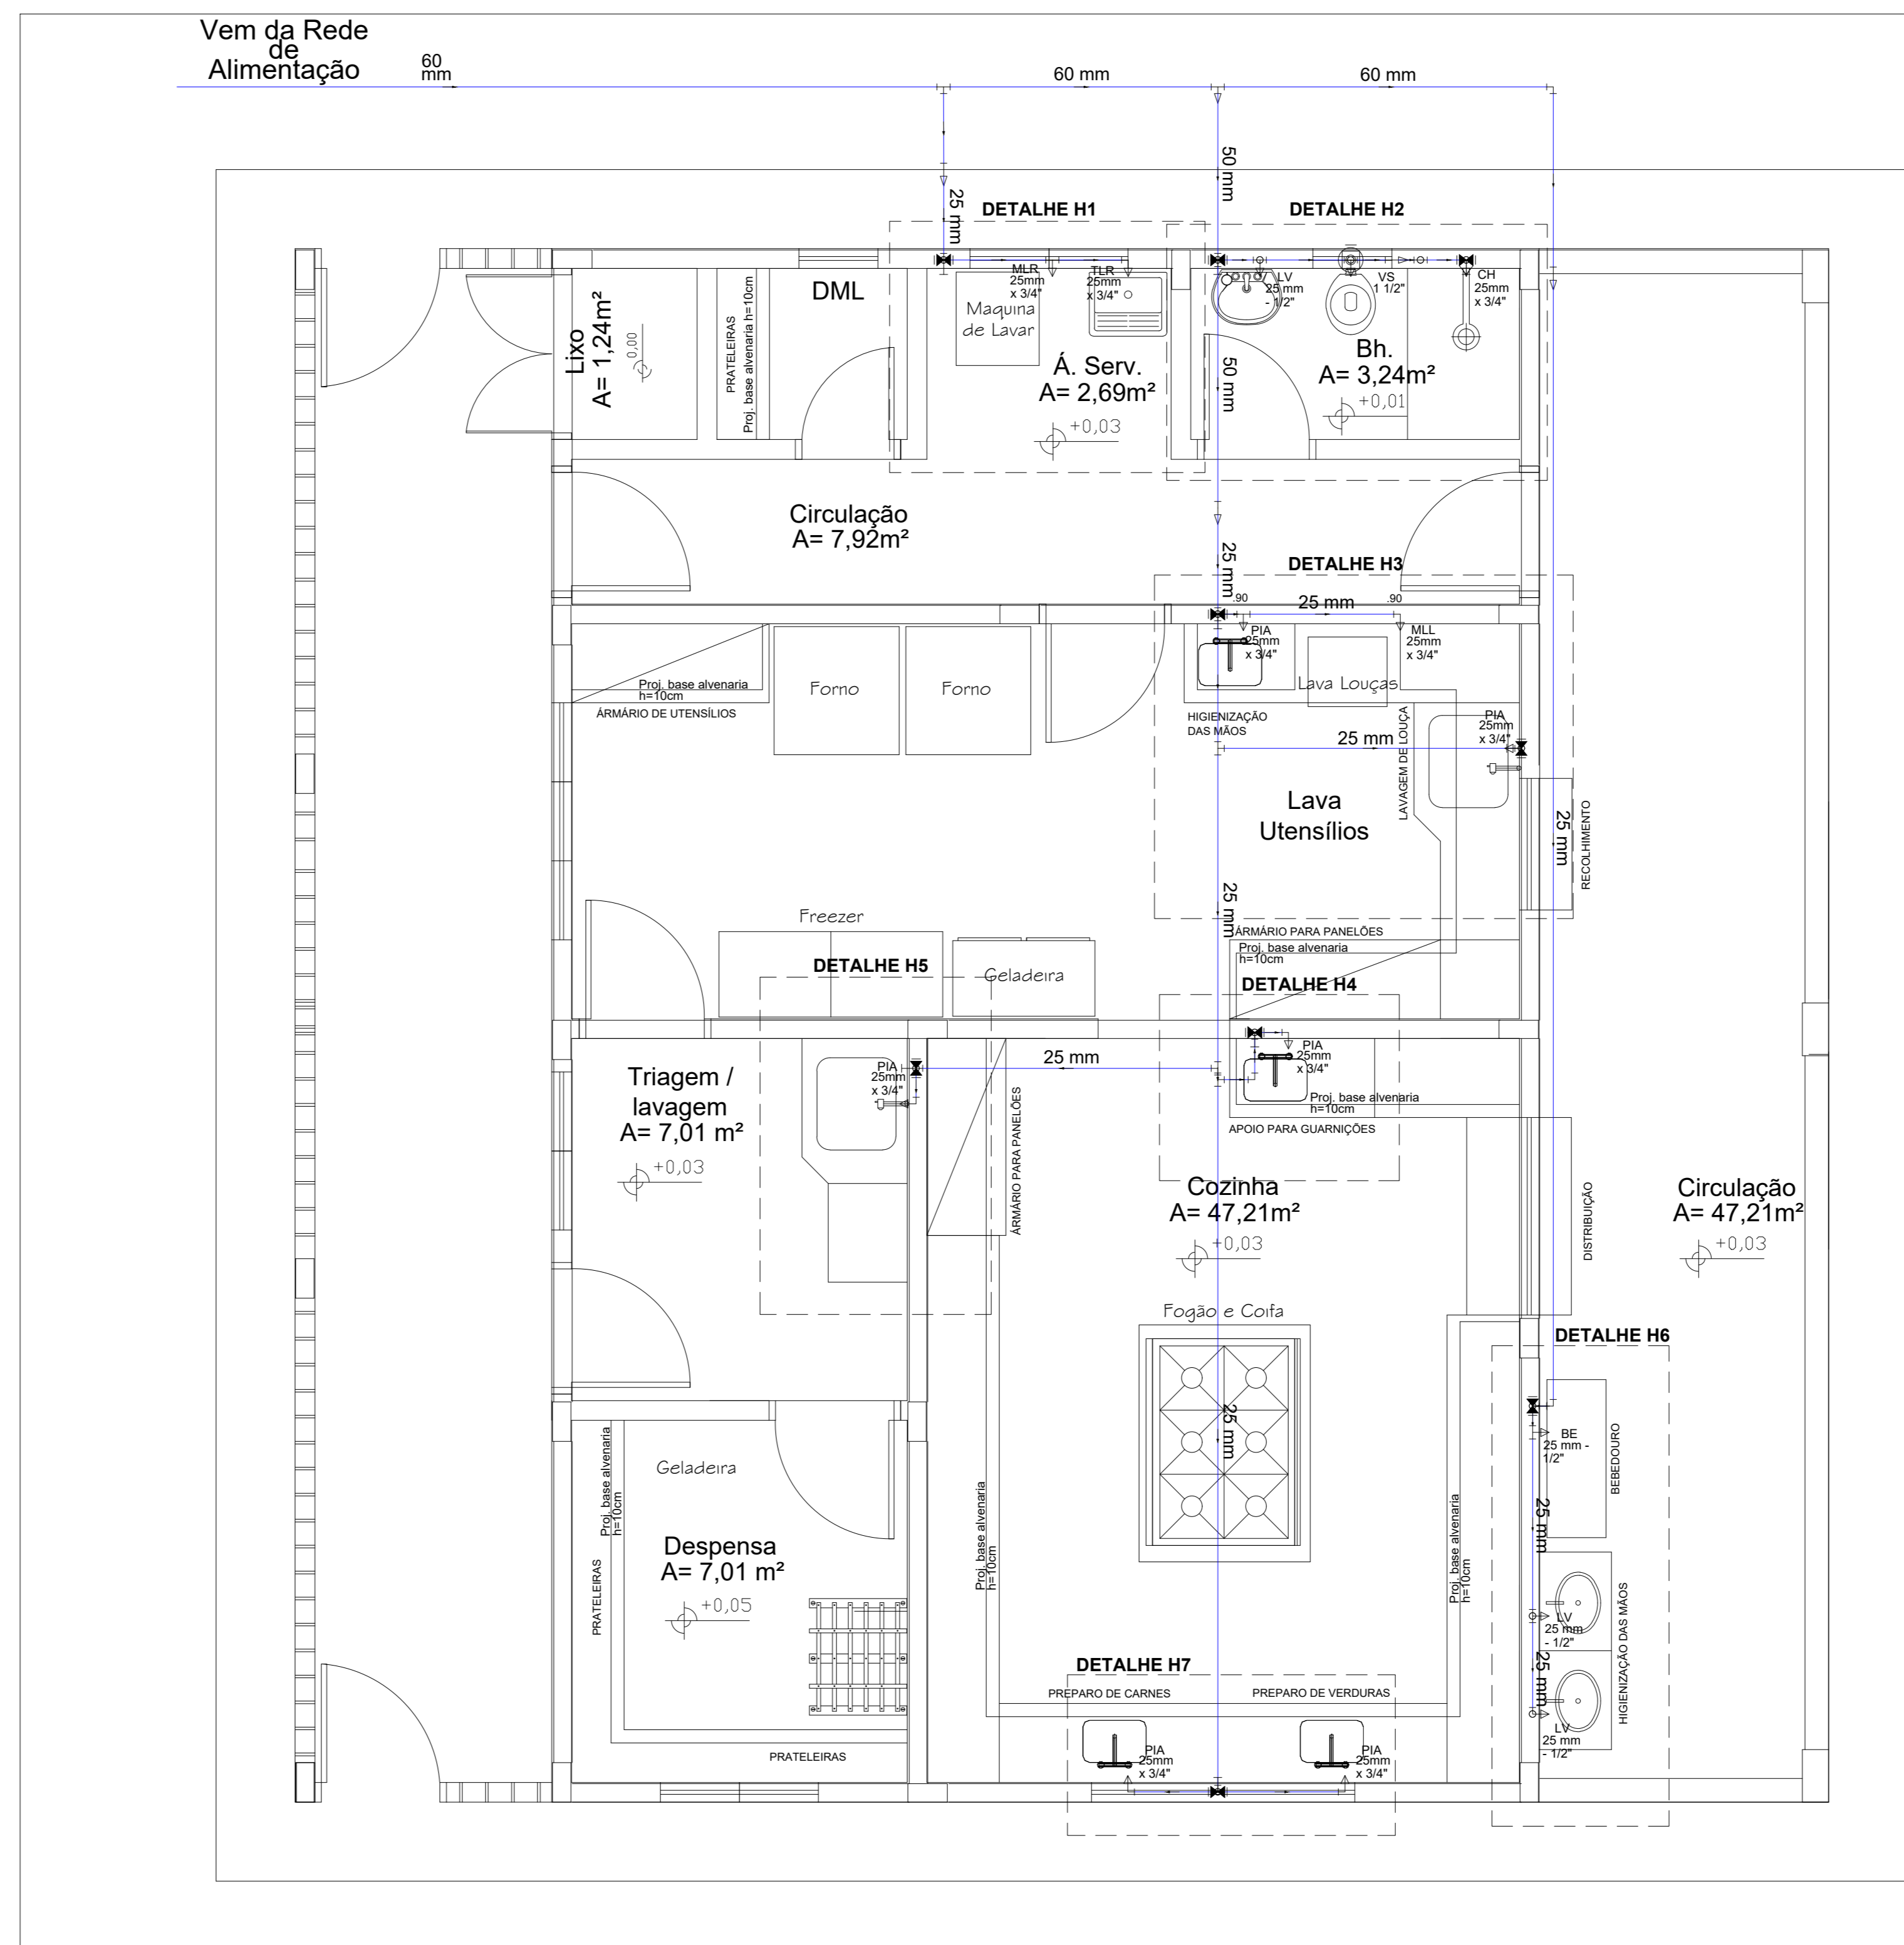 Vem da Rede
de
Alimentação
60
mm
60 mm
60 mm
50 mm
25 mm
DETALHE H1
DETALHE H2
MLR
25mm
x 3/4"
TLR
25mm
x 3/4"
LV
25 mm
- 1/2"
VS
1 1/2"
CH
25mm
x 3/4"
Lixo
A= 1,24m²
0,00
PRATELEIRAS
Proj. base alvenaria h=10cm
DML
Maquina
de Lavar
Á. Serv.
A= 2,69m²
+0,03
50 mm
Bh.
A= 3,24m²
+0,01
Circulação
A= 7,92m²
25 mm
DETALHE H3
.90
25 mm
.90
PIA
25mm
x 3/4"
MLL
25mm
x 3/4"
Proj. base alvenaria
h=10cm
ÁRMÁRIO DE UTENSÍLIOS
Forno
Forno
Lava Louças
HIGIENIZAÇÃO
DAS MÃOS
LAVAGEM DE LOUÇA
PIA
25mm
x 3/4"
25 mm
Lava
Utensílios
25 mm
RECOLHIMENTO
25 mm
Freezer
ÁRMÁRIO PARA PANELÕES
Proj. base alvenaria
h=10cm
DETALHE H5
Geladeira
DETALHE H4
25 mm
PIA
25mm
x 3/4"
PIA
25mm
x 3/4"
Triagem /
lavagem
A= 7,01 m²
+0,03
ÁRMÁRIO PARA PANELÕES
Proj. base alvenaria
h=10cm
APOIO PARA GUARNIÇÕES
Cozinha
A= 47,21m²
+0,03
DISTRIBUIÇÃO
Circulação
A= 47,21m²
+0,03
Fogão e Coifa
DETALHE H6
25 mm
BE
25 mm -
1/2"
BEBEDOURO
Geladeira
Proj. base alvenaria
h=10cm
Proj. base alvenaria
h=10cm
Proj. base alvenaria
h=10cm
25 mm
Despensa
A= 7,01 m²
+0,05
PRATELEIRAS
LV
25 mm
- 1/2"
HIGIENIZAÇÃO DAS MÃOS
25 mm
DETALHE H7
PREPARO DE CARNES
PREPARO DE VERDURAS
LV
25 mm
- 1/2"
PRATELEIRAS
PIA
25mm
x 3/4"
PIA
25mm
x 3/4"